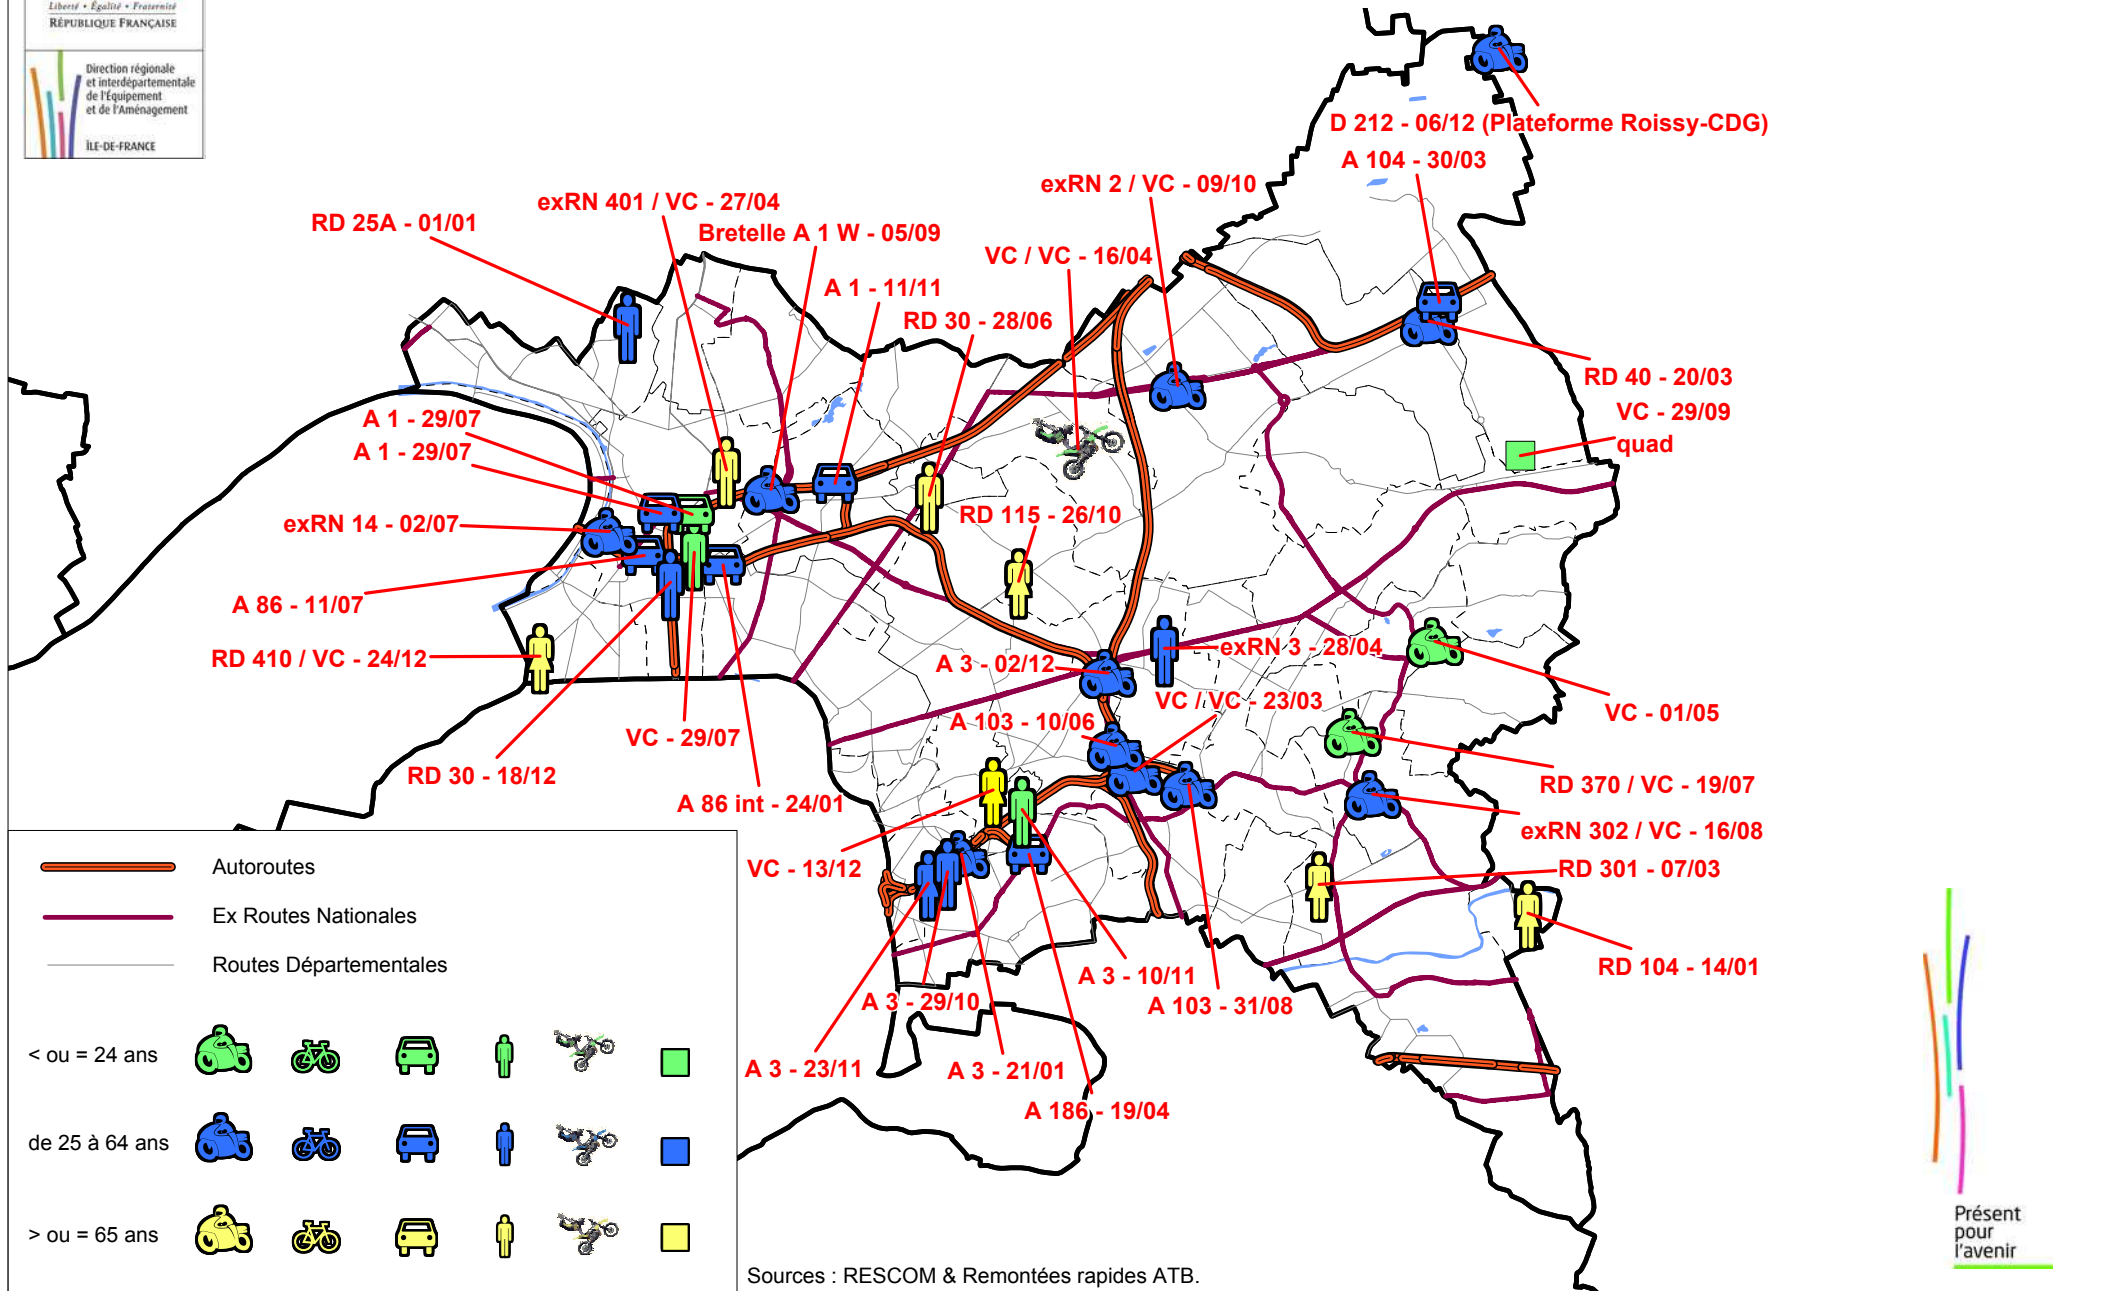 Liberté • Égalité • Fraternité
RÉPUBLIQUE FRANÇAISE
Direction régionale
et interdépartementale
de l'Équipement
et de l'Aménagement
ÎLE-DE-FRANCE
D 212 - 06/12 (Plateforme Roissy-CDG)
A 104 - 30/03
exRN 2 / VC - 09/10
exRN 401 / VC - 27/04
RD 25A - 01/01
Bretelle A 1 W - 05/09
VC / VC - 16/04
A 1 - 11/11
RD 30 - 28/06
RD 40 - 20/03
VC - 29/09
quad
A 1 - 29/07
A 1 - 29/07
exRN 14 - 02/07
RD 115 - 26/10
A 86 - 11/07
RD 410 / VC - 24/12
exRN 3 - 28/04
A 3 - 02/12
VC / VC - 23/03
VC - 01/05
A 103 - 10/06
VC - 29/07
RD 30 - 18/12
RD 370 / VC - 19/07
A 86 int - 24/01
exRN 302 / VC - 16/08
VC - 13/12
RD 301 - 07/03
RD 104 - 14/01
A 3 - 10/11
A 3 - 29/10
A 103 - 31/08
A 3 - 23/11
A 3 - 21/01
A 186 - 19/04
Autoroutes
Ex Routes Nationales
Routes Départementales
< ou = 24 ans
de 25 à 64 ans
> ou = 65 ans
Sources : RESCOM & Remontées rapides ATB.
Présent
pour
l'avenir